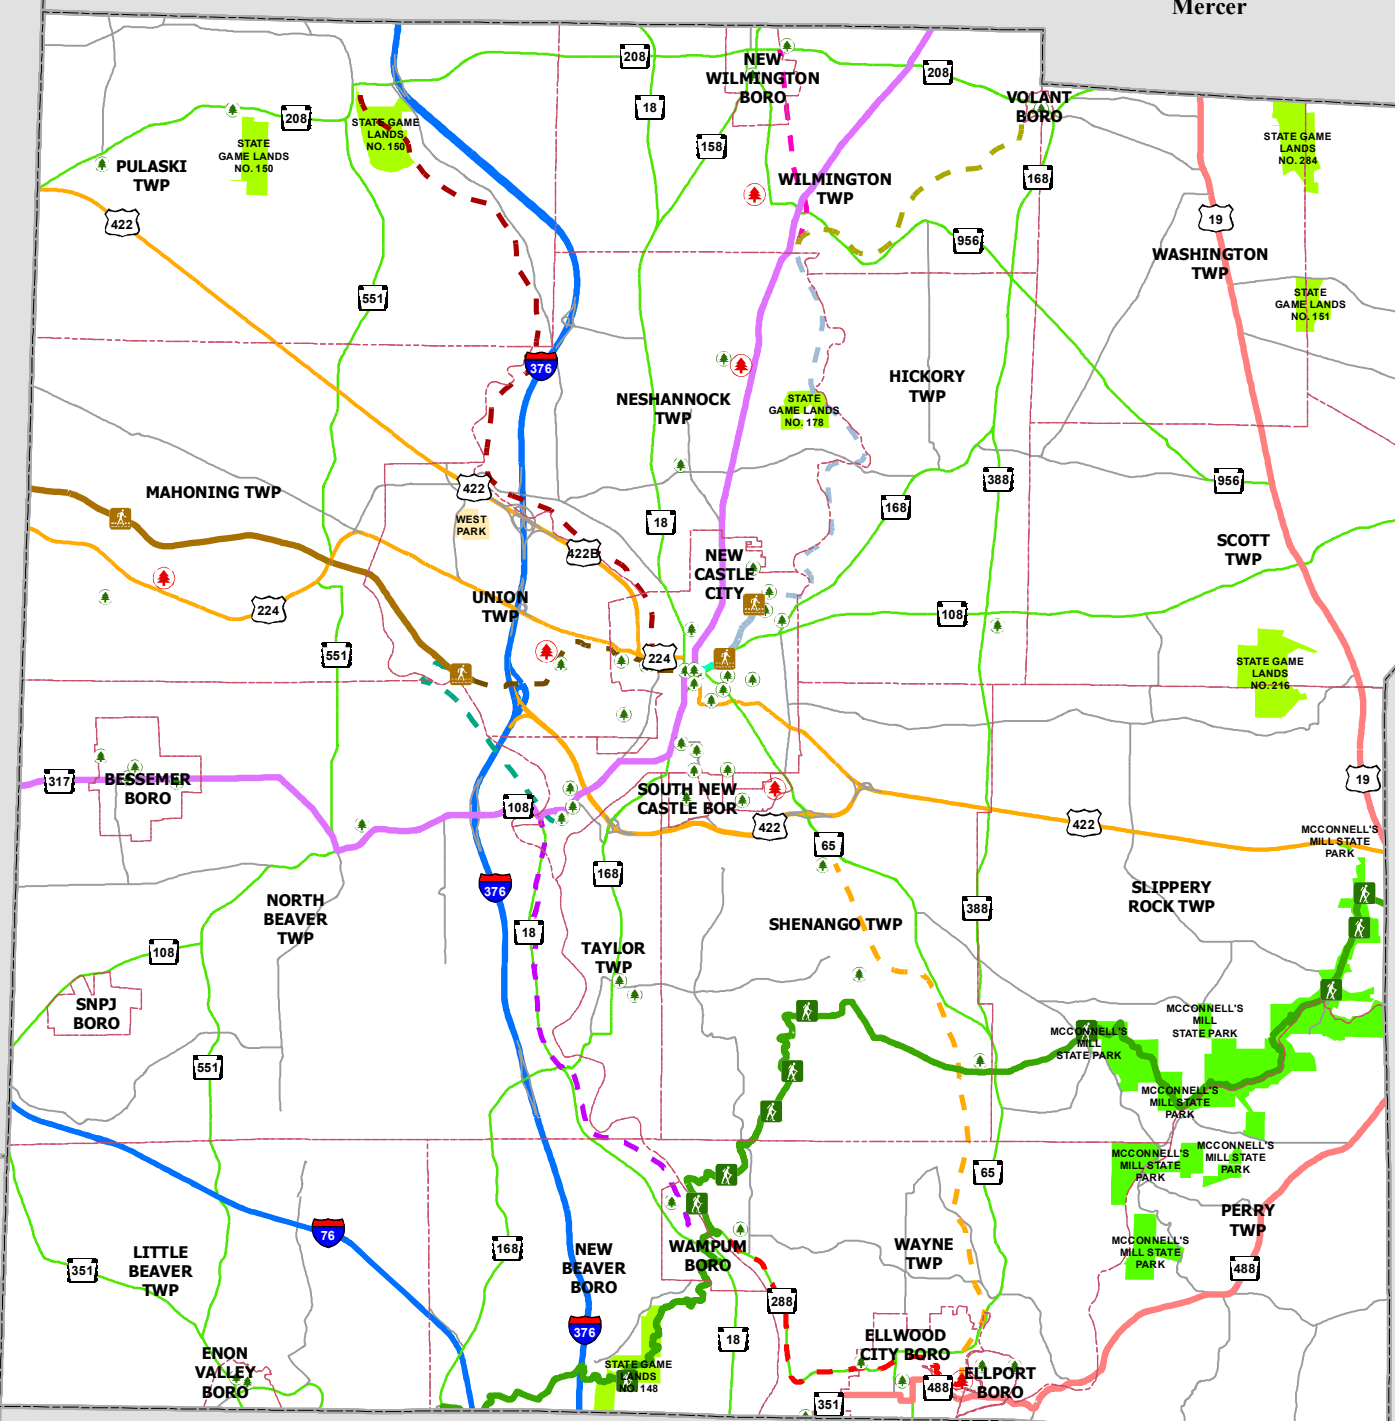 Mercer
208
NEW
WILMINGTON
BORO
208
18
208
VOLANT
BORO
STATE GAME
LANDS
NO. 150
STATE
GAME LANDS
NO. 150
158
STATE GAME
LANDS
NO. 284
PULASKI
TWP
WILMINGTON
TWP
168
422
19
956
WASHINGTON
TWP
551
STATE
GAME LANDS
NO. 151
376
NESHANNOCK
TWP
HICKORY
TWP
STATE
GAME LANDS
NO. 178
MAHONING TWP
422
388
956
WEST
PARK
18
168
422B
SCOTT
TWP
NEW
CASTLE
CITY
224
UNION
TWP
108
551
224
STATE GAME
LANDS
NO. 216
317
BESSEMER
BORO
108
SOUTH NEW
CASTLE BOR
19
422
422
65
MCCONNELL'S
MILL STATE
PARK
168
376
NORTH
BEAVER
TWP
SLIPPERY
ROCK TWP
388
18
SHENANGO TWP
108
TAYLOR
TWP
SNPJ
BORO
MCCONNELL'S
MILL
STATE PARK
MCCONNELL'S
MILL
STATE PARK
551
MCCONNELL'S
MILL STATE
PARK
MCCONNELL'S
MILL STATE
PARK
MCCONNELL'S
MILL STATE
PARK
65
PERRY
TWP
76
168
NEW
BEAVER
BORO
WAMPUM
BORO
WAYNE
TWP
MCCONNELL'S
MILL STATE
PARK
LITTLE
BEAVER
TWP
351
488
288
376
18
ELLWOOD
CITY BORO
ENON
VALLEY
BORO
STATE GAME
LANDS
NO. 148
488
ELLPORT
BORO
351